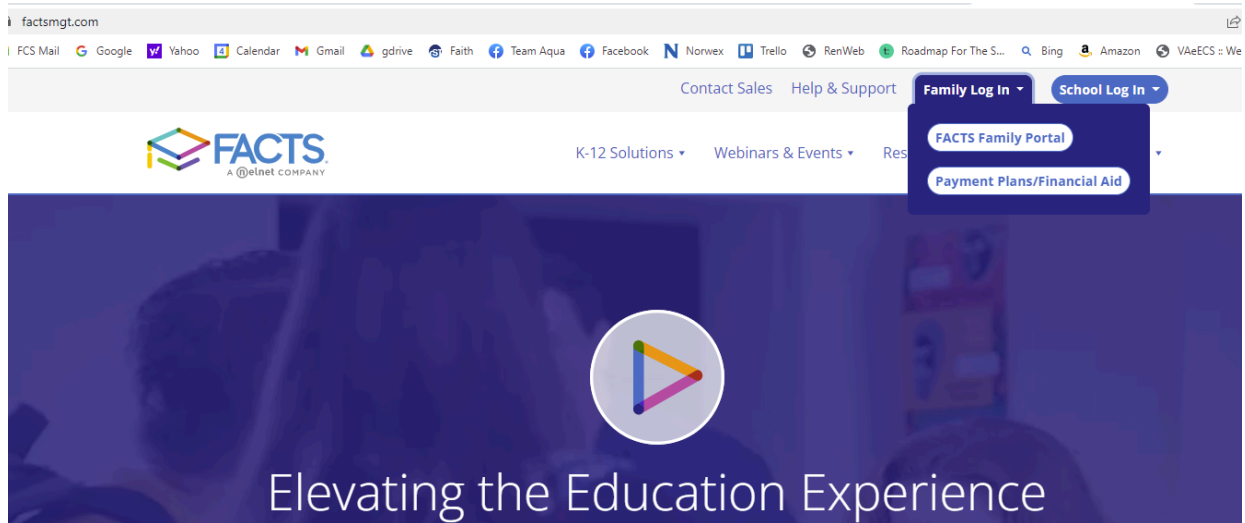 factsmgt.com
FCS Mail G Google Yahoo 4 Calendar Gmail gdrive Faith Team Aqua Facebook N Norwex Trello RenWeb Roadmap For The S... Bing Amazon VAeECS :: We
Contact Sales Help & Support Family Log In School Log In
FACTS Family Portal
FACTS
A nelnet COMPANY
K-12 Solutions Webinars & Events Res
Payment Plans/Financial Aid
Elevating the Education Experience